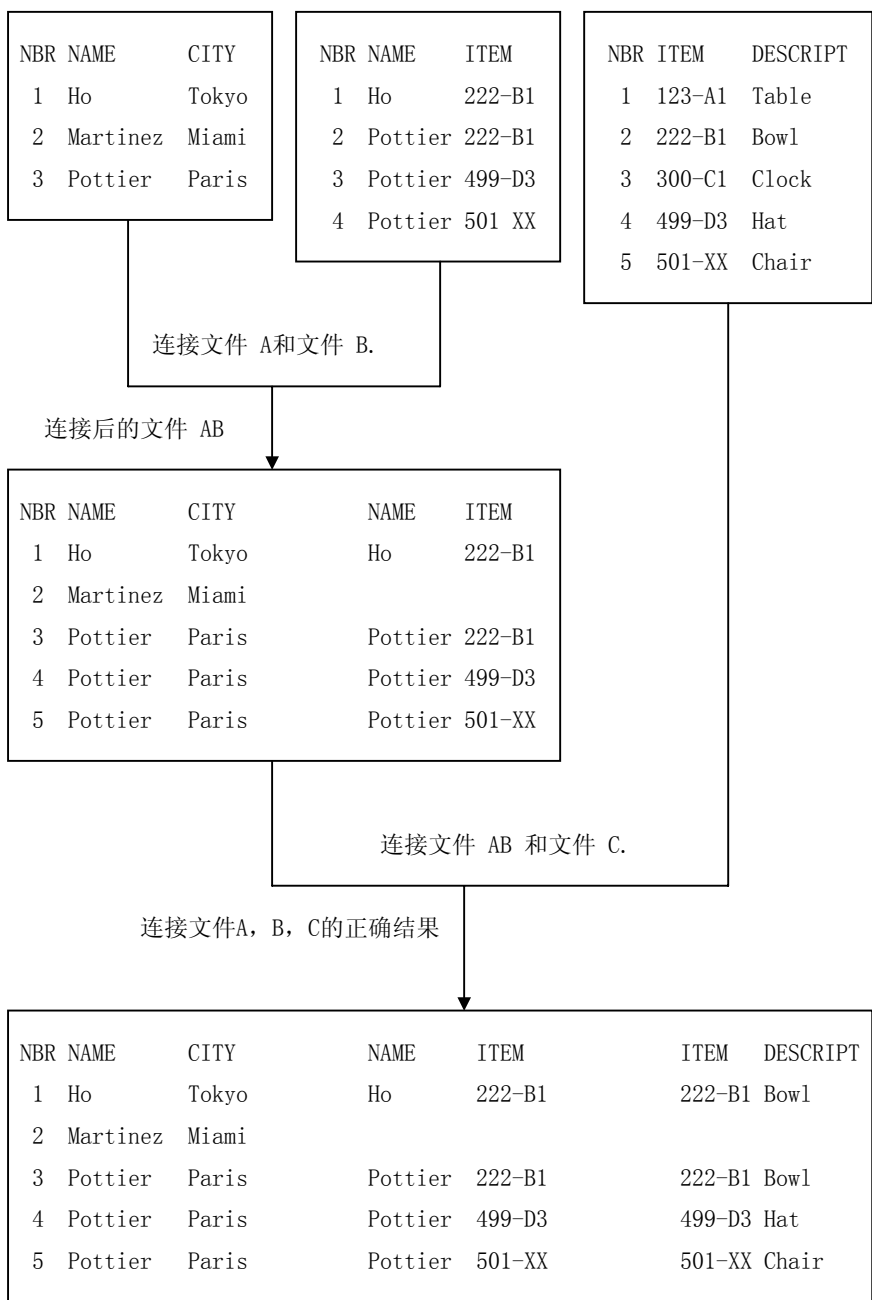 NBR NAME CITY
1 Ho Tokyo
2 Martinez Miami
3 Pottier Paris
NBR NAME ITEM
1 Ho 222-B1
2 Pottier 222-B1
3 Pottier 499-D3
4 Pottier 501 XX
NBR ITEM DESCRIPT
1 123-A1 Table
2 222-B1 Bowl
3 300-C1 Clock
4 499-D3 Hat
5 501-XX Chair
连接文件 A和文件 B.
连接后的文件 AB
NBR NAME CITY NAME ITEM
1 Ho Tokyo Ho 222-B1
2 Martinez Miami
3 Pottier Paris Pottier 222-B1
4 Pottier Paris Pottier 499-D3
5 Pottier Paris Pottier 501-XX
连接文件 AB 和文件 C.
连接文件A，B，C的正确结果
NBR NAME CITY NAME ITEM ITEM DESCRIPT
1 Ho Tokyo Ho 222-B1 222-B1 Bowl
2 Martinez Miami
3 Pottier Paris Pottier 222-B1 222-B1 Bowl
4 Pottier Paris Pottier 499-D3 499-D3 Hat
5 Pottier Paris Pottier 501-XX 501-XX Chair